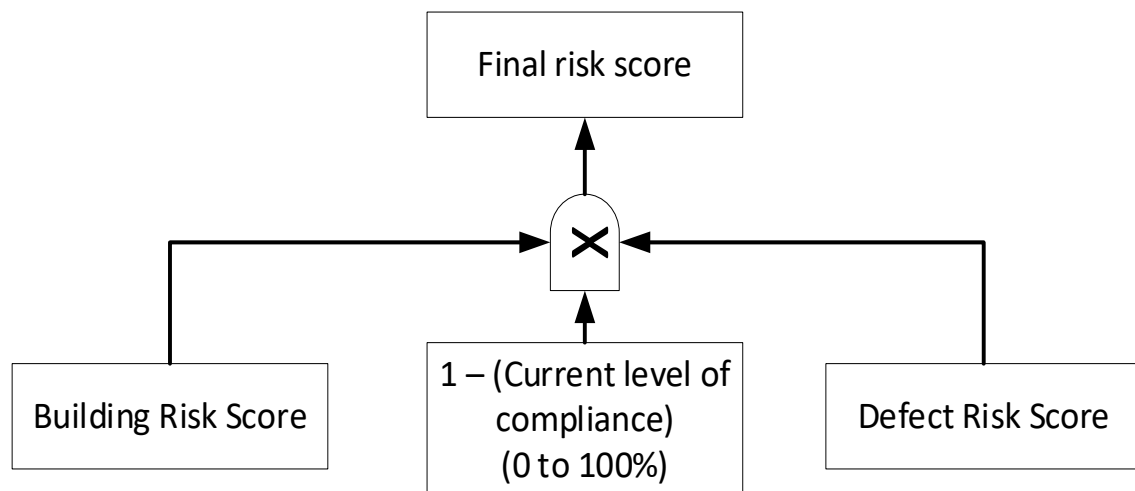 Final risk score
X
Building Risk Score
1 – (Current level of
compliance)
(0 to 100%)
Defect Risk Score